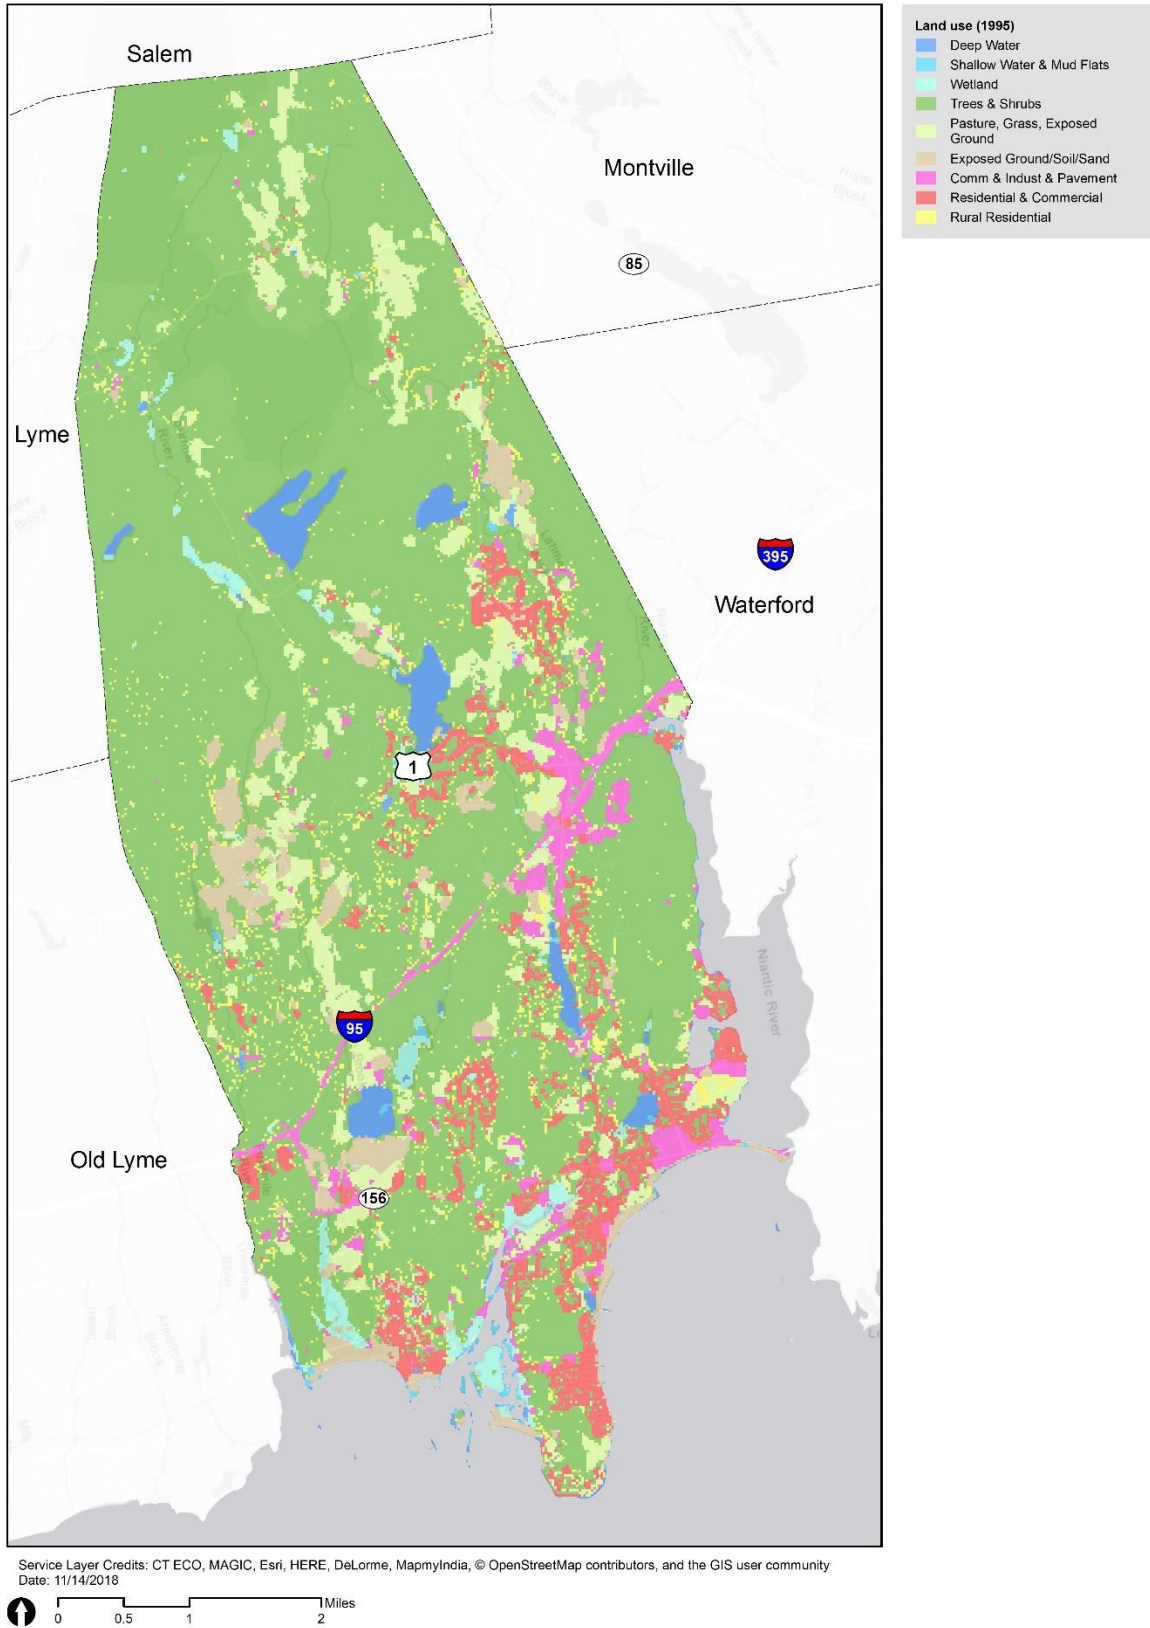 Salem
Montville
85
Lyme
395
Waterford
River
River
1
Niantic River
95
Old Lyme
156
River
Land use (1995)
Deep Water
Shallow Water & Mud Flats
Wetland
Trees & Shrubs
Pasture, Grass, Exposed
Ground
Exposed Ground/Soil/Sand
Comm & Indust & Pavement
Residential & Commercial
Rural Residential
Service Layer Credits: CT ECO, MAGIC, Esri, HERE, DeLorme, MapmyIndia, © OpenStreetMap contributors, and the GIS user community
Date: 11/14/2018
0 0.5 1 2 Miles